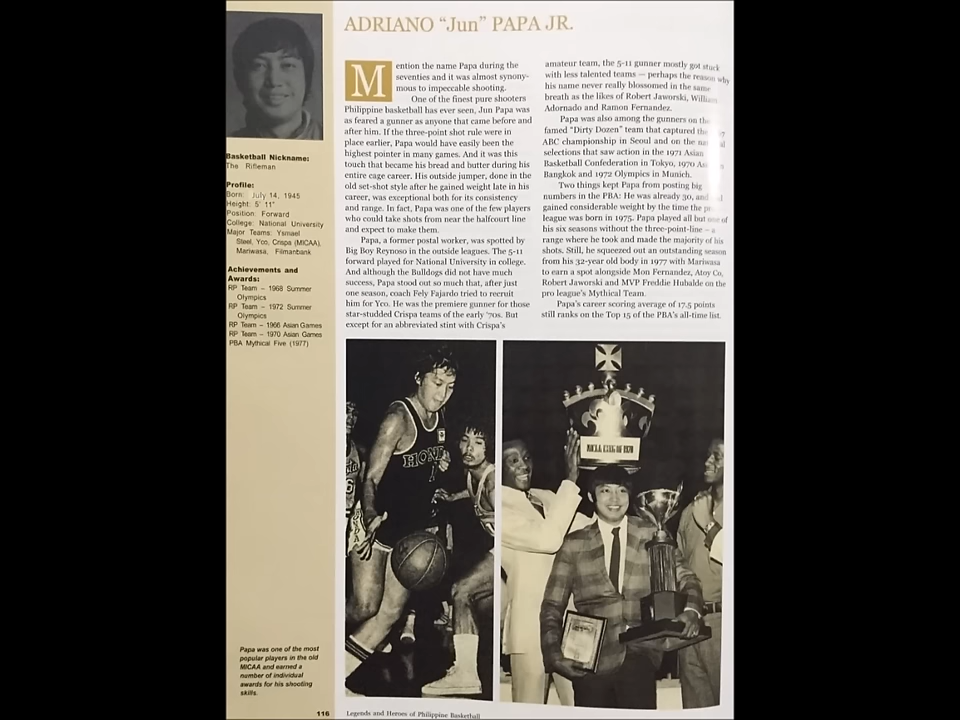 ADRIANO “Jun” PAPA JR.
Basketball Nickname:
The Rifleman
Profile:
Born: July 14, 1945
Height: 5' 11"
Position: Forward
College: National University
Major Teams: Ysmael
Steel, Yco, Crispa (MICAA),
Mariwasa, Filmanbank
Achievements and
Awards:
RP Team – 1968 Summer
Olympics
RP Team – 1972 Summer
Olympics
RP Team – 1966 Asian Games
RP Team – 1970 Asian Games
PBA Mythical Five (1977)
Papa was one of the most
popular players in the old
MICAA and earned a
number of individual
awards for his shooting
skills.
Mention the name Papa during the
seventies and it was almost synony-
mous to impeccable shooting.
One of the finest pure shooters
Philippine basketball has ever seen, Jun Papa was
as feared a gunner as anyone that came before and
after him. If the three-point shot rule were in
place earlier, Papa would have easily been the
highest pointer in many games. And it was this
touch that became his bread and butter during his
entire cage career. His outside jumper, done in the
old set-shot style after he gained weight late in his
career, was exceptional both for its consistency
and range. In fact, Papa was one of the few players
who could take shots from near the halfcourt line
and expect to make them.
Papa, a former postal worker, was spotted by
Big Boy Reynoso in the outside leagues. The 5-11
forward played for National University in college.
And although the Bulldogs did not have much
success, Papa stood out so much that, after just
one season, coach Fely Fajardo tried to recruit
him for Yco. He was the premiere gunner for those
star-studded Crispa teams of the early '70s. But
except for an abbreviated stint with Crispa's
amateur team, the 5-11 gunner mostly got stuck
with less talented teams — perhaps the reason why
his name never really blossomed in the same
breath as the likes of Robert Jaworski, William
Adornado and Ramon Fernandez.
Papa was also among the gunners on the
famed “Dirty Dozen” team that captured the
ABC championship in Seoul and on the
selections that saw action in the 1971 Asian
Basketball Confederation in Tokyo, 1970
Bangkok and 1972 Olympics in Munich.
Two things kept Papa from posting big
numbers in the PBA: He was already 30, and
gained considerable weight by the time the
league was born in 1975. Papa played all but one of
his six seasons without the three-point-line – a
range where he took and made the majority of his
shots. Still, he squeezed out an outstanding season
from his 32-year old body in 1977 with Mariwasa
to earn a spot alongside Mon Fernandez, Atoy Co,
Robert Jaworski and MVP Freddie Hubalde on the
pro league's Mythical Team.
Papa's career scoring average of 17.5 points
still ranks on the Top 15 of the PBA's all-time list.
HON
116
Legends and Heroes of Philippine Basketball